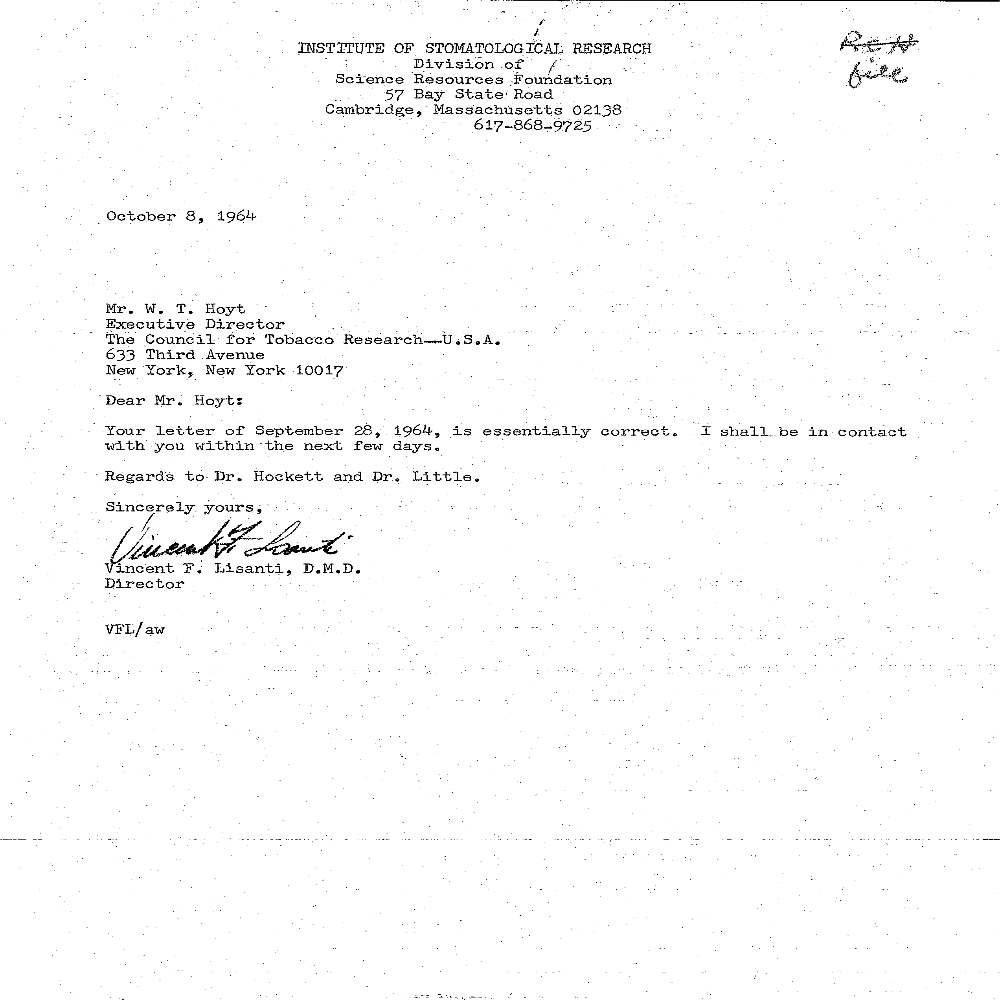 INSTITUTE OF STOMATOLOGICAL RESEARCH
Division of
Science Resources Foundation
57 Bay State Road
Cambridge, Massachusetts 02138
617-868-9725
file
October 8, 1964
Mr. W. T. Hoyt
Executive Director
The Council for Tobacco Research—U.S.A.
633 Third Avenue
New York, New York 10017
Dear Mr. Hoyt:
Your letter of September 28, 1964, is essentially correct. I shall be in contact
with you within the next few days.
Regards to Dr. Hockett and Dr. Little.
Sincerely yours,
Vincent F. Lisanti
Vincent F. Lisanti, D.M.D.
Director
VFL/aw